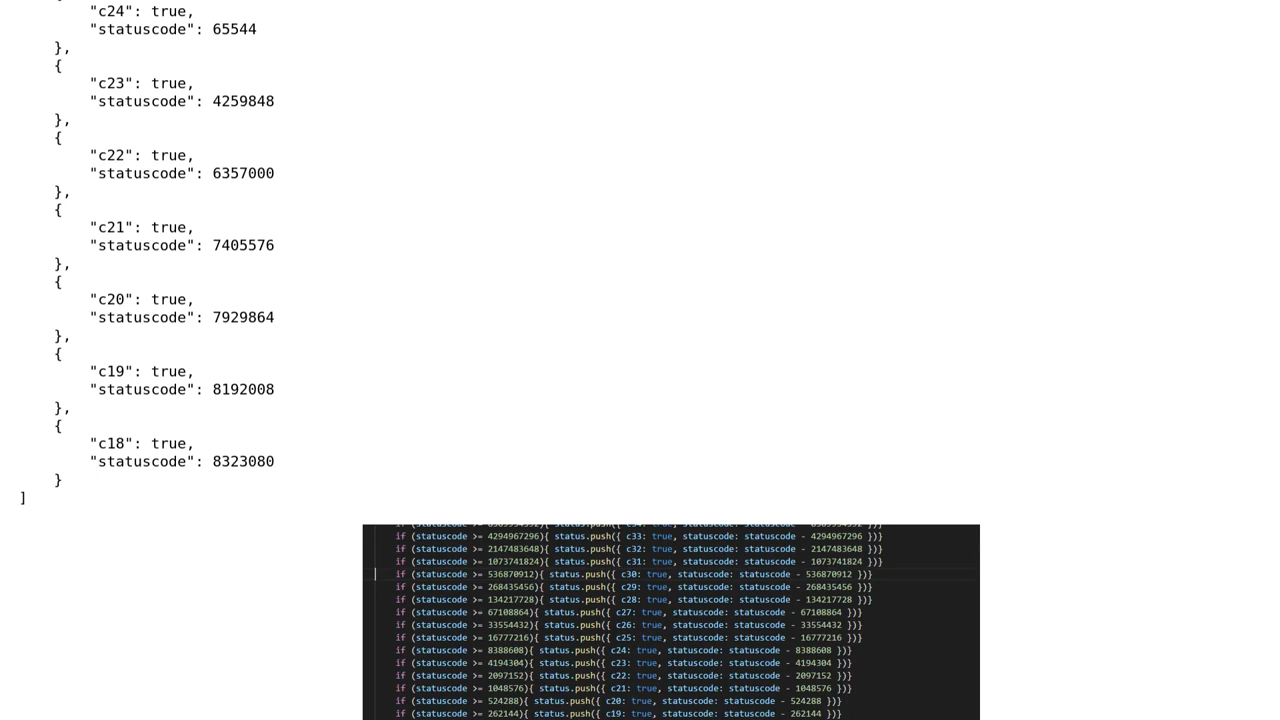 "c24": true,
"statuscode": 65544
},
{
"c23": true,
"statuscode": 4259848
},
{
"c22": true,
"statuscode": 6357000
},
{
"c21": true,
"statuscode": 7405576
},
{
"c20": true,
"statuscode": 7929864
},
{
"c19": true,
"statuscode": 8192008
},
{
"c18": true,
"statuscode": 8323080
}
]
if (statuscode >= 4294967296){ status.push({ c33: true, statuscode: statuscode - 4294967296 })}
if (statuscode >= 2147483648){ status.push({ c32: true, statuscode: statuscode - 2147483648 })}
if (statuscode >= 1073741824){ status.push({ c31: true, statuscode: statuscode - 1073741824 })}
if (statuscode >= 536870912){ status.push({ c30: true, statuscode: statuscode - 536870912 })}
if (statuscode >= 268435456){ status.push({ c29: true, statuscode: statuscode - 268435456 })}
if (statuscode >= 134217728){ status.push({ c28: true, statuscode: statuscode - 134217728 })}
if (statuscode >= 67108864){ status.push({ c27: true, statuscode: statuscode - 67108864 })}
if (statuscode >= 33554432){ status.push({ c26: true, statuscode: statuscode - 33554432 })}
if (statuscode >= 16777216){ status.push({ c25: true, statuscode: statuscode - 16777216 })}
if (statuscode >= 8388608){ status.push({ c24: true, statuscode: statuscode - 8388608 })}
if (statuscode >= 4194304){ status.push({ c23: true, statuscode: statuscode - 4194304 })}
if (statuscode >= 2097152){ status.push({ c22: true, statuscode: statuscode - 2097152 })}
if (statuscode >= 1048576){ status.push({ c21: true, statuscode: statuscode - 1048576 })}
if (statuscode >= 524288){ status.push({ c20: true, statuscode: statuscode - 524288 })}
if (statuscode >= 262144){ status.push({ c19: true, statuscode: statuscode - 262144 })}